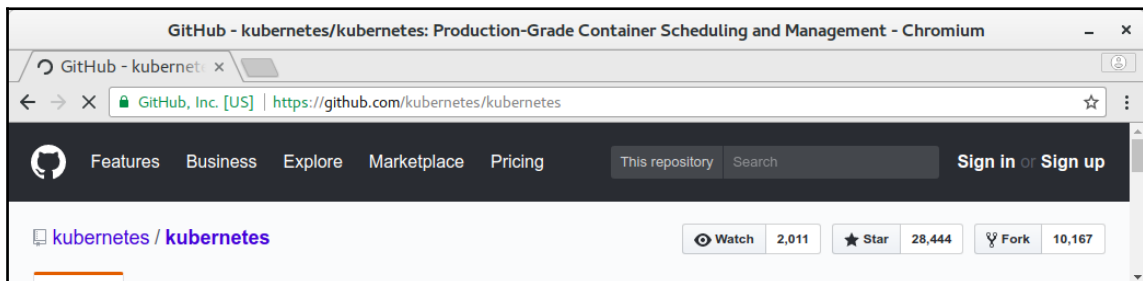 GitHub - kubernetes/kubernetes: Production-Grade Container Scheduling and Management - Chromium
GitHub - kubernet
GitHub, Inc. [US] https://github.com/kubernetes/kubernetes
Features Business Explore Marketplace Pricing This repository Search Sign in or Sign up
kubernetes / kubernetes Watch 2,011 Star 28,444 Fork 10,167